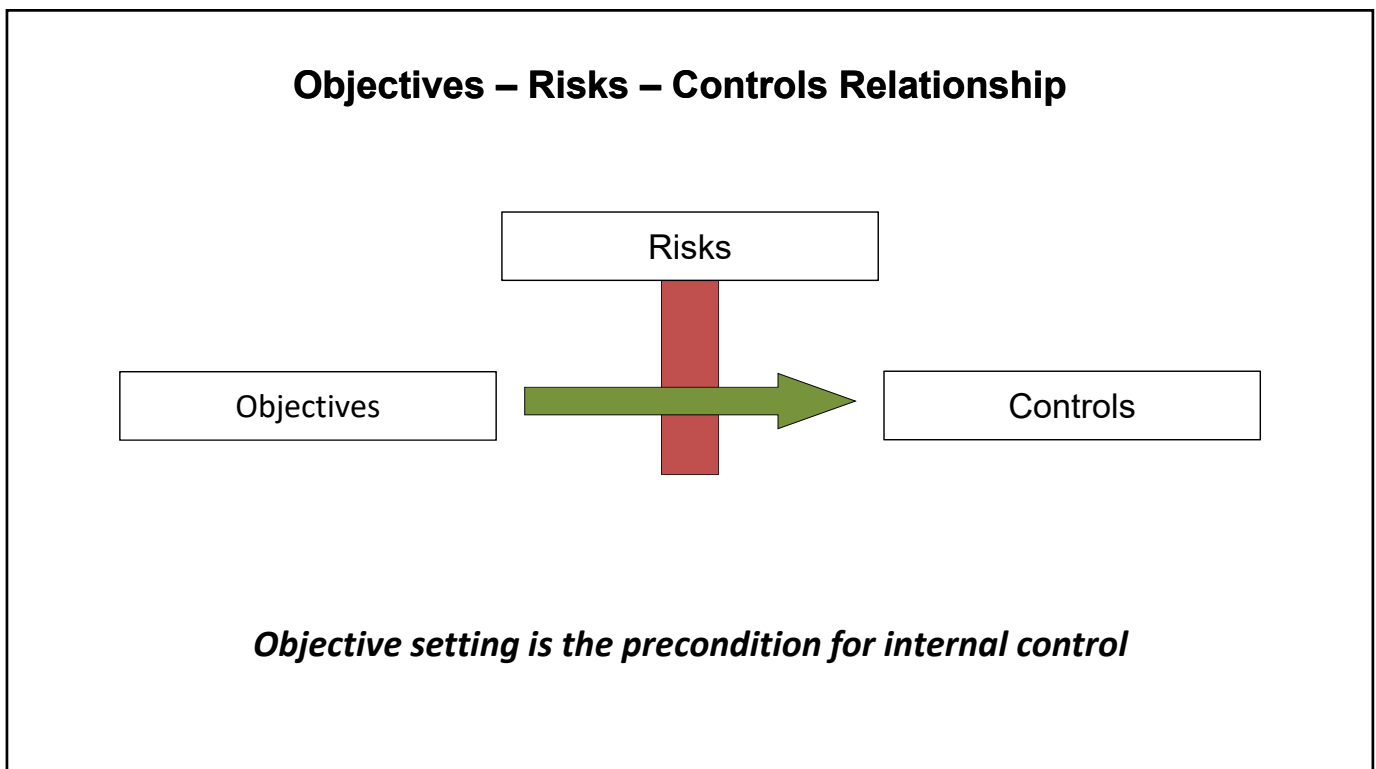 Objectives – Risks – Controls Relationship
Risks
Objectives
Controls
Objective setting is the precondition for internal control